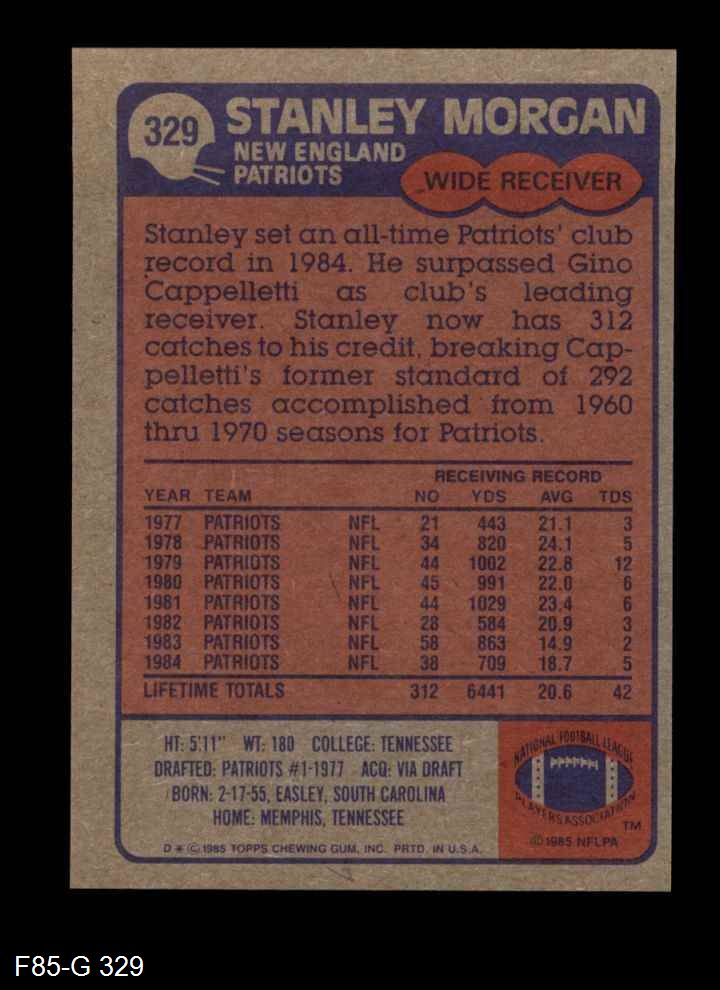 329
STANLEY MORGAN
NEW ENGLAND
PATRIOTS
WIDE RECEIVER
Stanley set an all-time Patriots' club
record in 1984. He surpassed Gino
Cappelletti as club's leading
receiver. Stanley now has 312
catches to his credit, breaking Cap-
pelletti's former standard of 292
catches accomplished from 1960
thru 1970 seasons for Patriots.
RECEIVING RECORD
YEAR TEAM NO YDS AVG TDS
1977 PATRIOTS NFL 21 443 21.1 3
1978 PATRIOTS NFL 34 820 24.1 5
1979 PATRIOTS NFL 44 1002 22.8 12
1980 PATRIOTS NFL 45 991 22.0 6
1981 PATRIOTS NFL 44 1029 23.4 6
1982 PATRIOTS NFL 28 584 20.9 3
1983 PATRIOTS NFL 58 863 14.9 2
1984 PATRIOTS NFL 38 709 18.7 5
LIFETIME TOTALS 312 6441 20.6 42
HT: 5'11" WT: 180 COLLEGE: TENNESSEE
DRAFTED: PATRIOTS #1-1977 ACQ: VIA DRAFT
BORN: 2-17-55, EASLEY, SOUTH CAROLINA
HOME: MEMPHIS, TENNESSEE
D * © 1985 TOPPS CHEWING GUM, INC. PRTD. IN U.S.A.
NATIONAL FOOTBALL LEAGUE
PLAYERS ASSOCIATION
TM
© 1985 NFLPA
F85-G 329